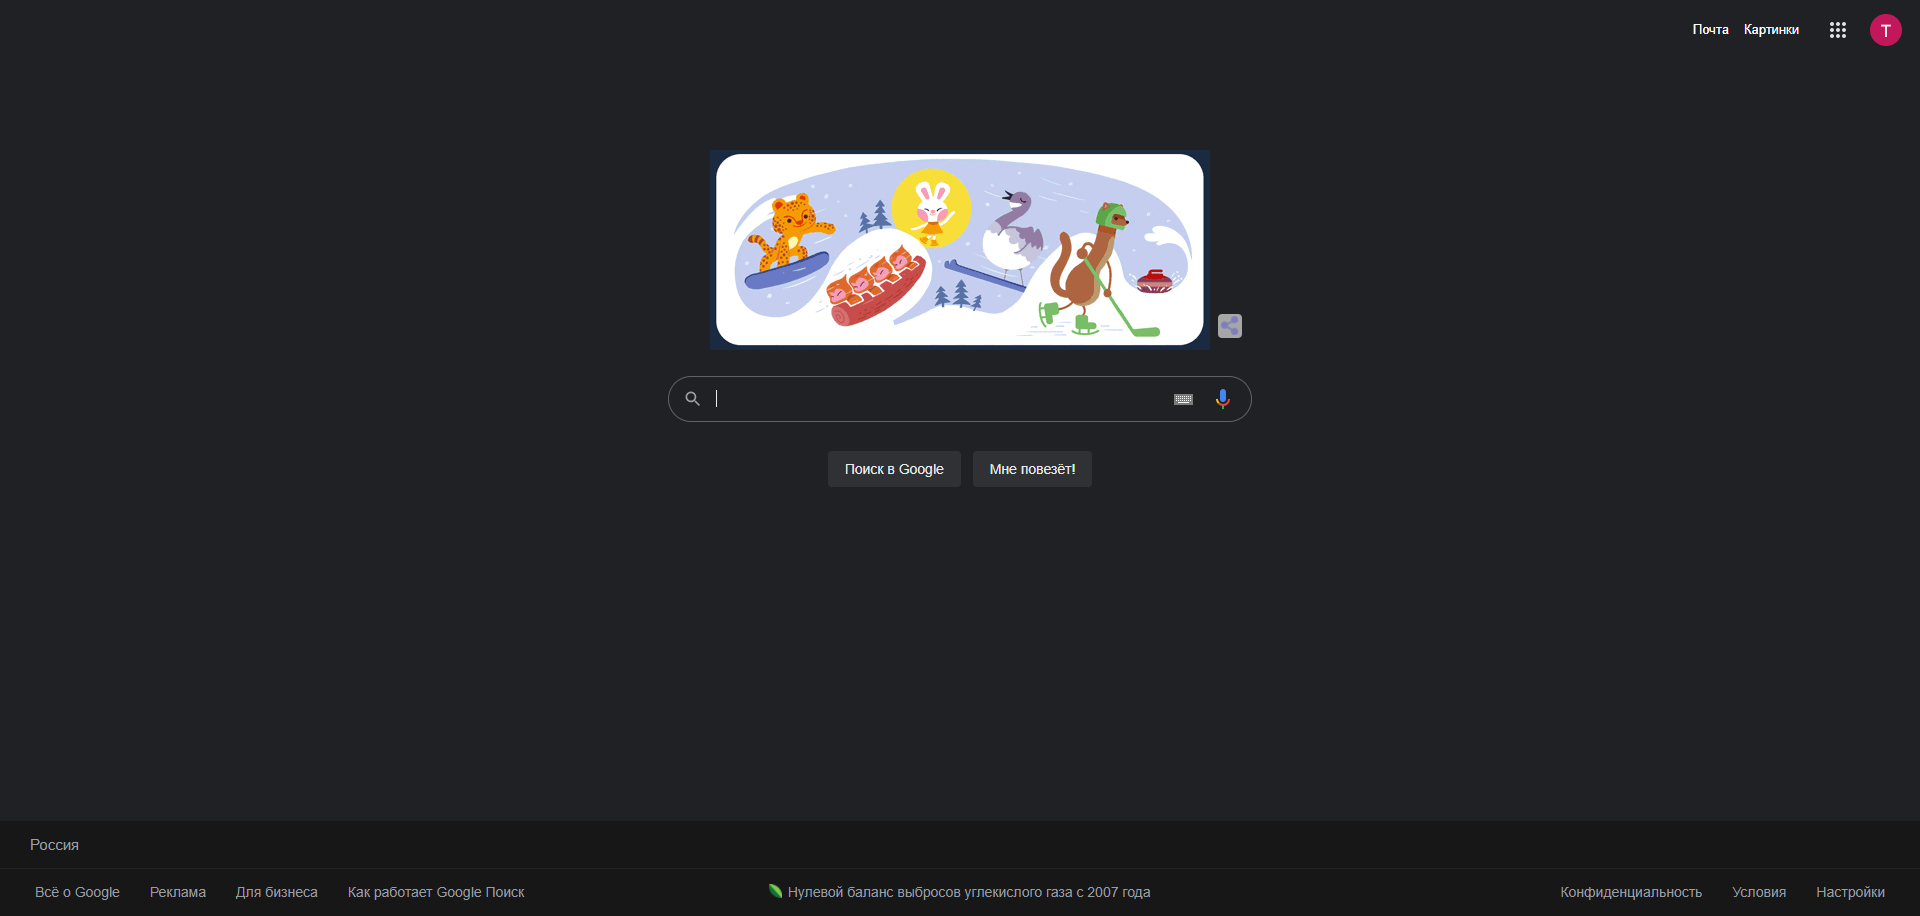 Почта Картинки T
Поиск в Google Мне повезёт!
Россия
Всё о Google Реклама Для бизнеса Как работает Google Поиск Нулевой баланс выбросов углекислого газа с 2007 года Конфиденциальность Условия Настройки